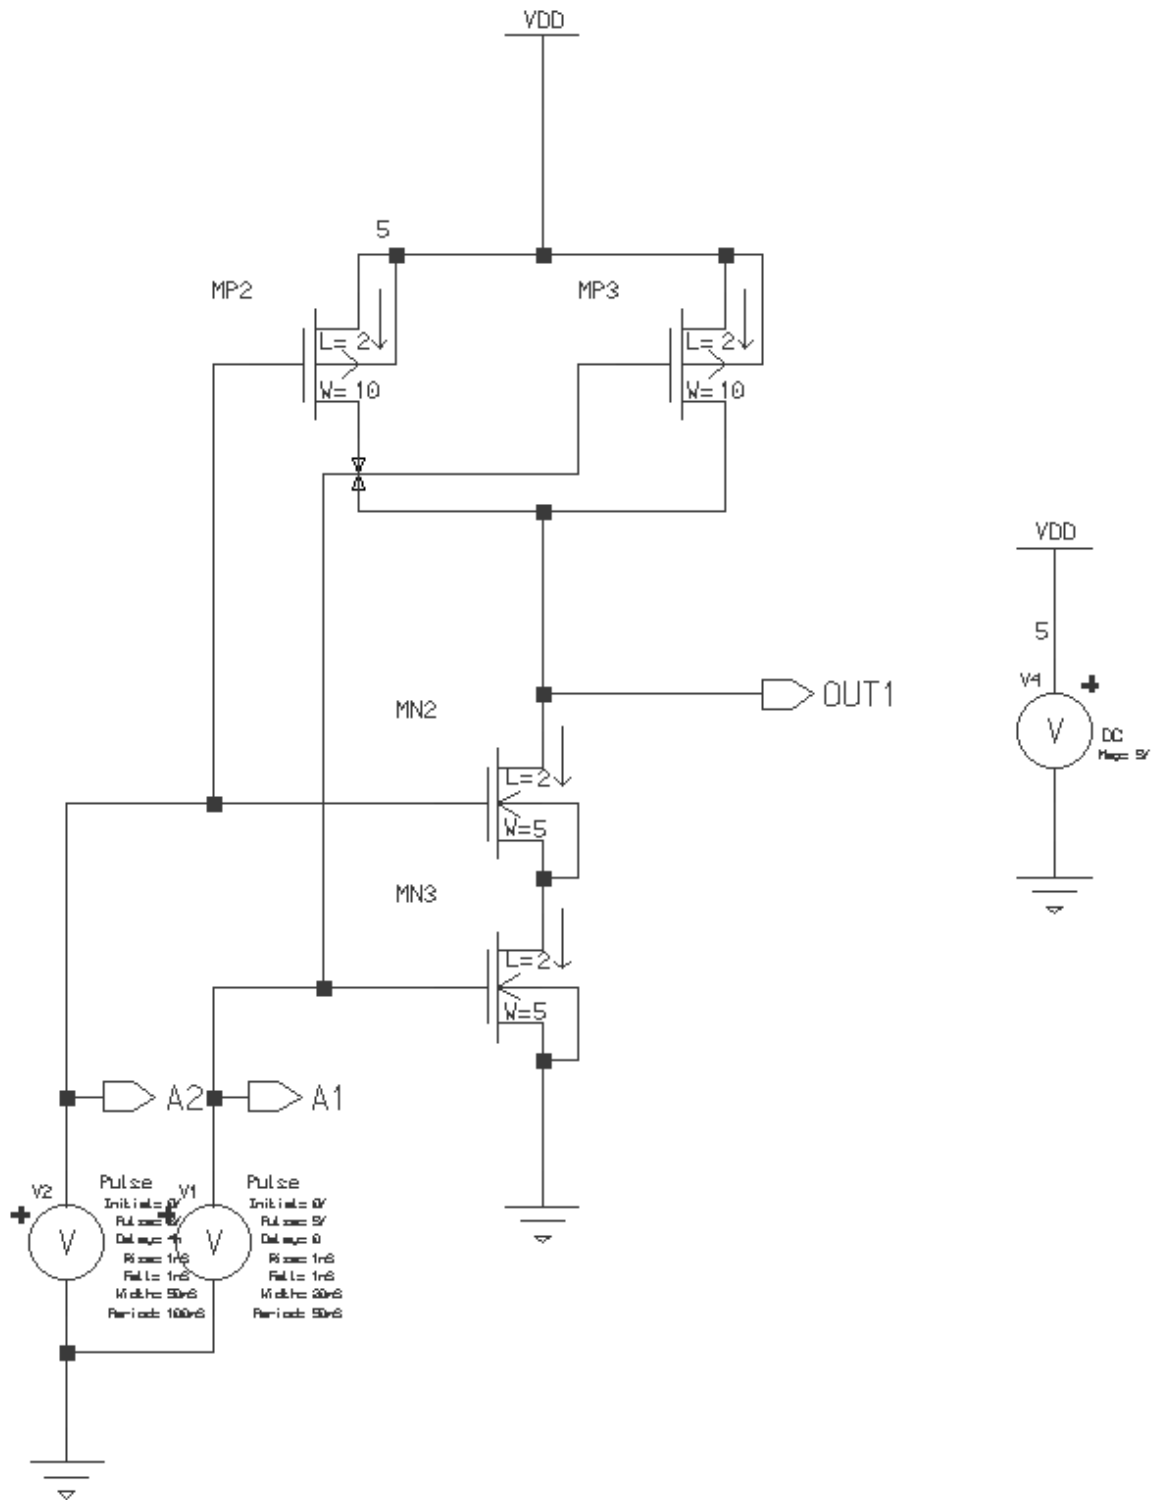 VDD
5
MP2
MP3
L= 2
L= 2
W= 10
W= 10
VDD
5
V4
V
DC
OUT1
MN2
L=2
W=5
MN3
L=2
W=5
A2
A1
V2
Pulse
V1
Pulse
Initial= 0V
Pulse= 5V
Delay= 0
Rise= 1nS
Rise= 1nS
Fall= 1nS
Fall= 1nS
Width= 50nS
Period= 100nS
Period= 50nS
V
V